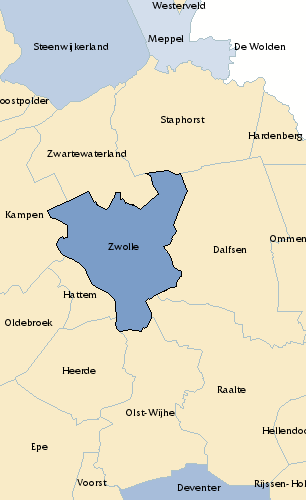 Westerveld
Meppel
Steenwijkerland
De Wolden
oostpolder
Staphorst
Hardenberg
Zwartewaterland
Kampen
Zwolle
Dalfsen
Ommen
Hattem
Oldebroek
Heerde
Raalte
Olst-Wijhe
Hellendoo
Epe
Voorst
Deventer
Rijssen-Hol